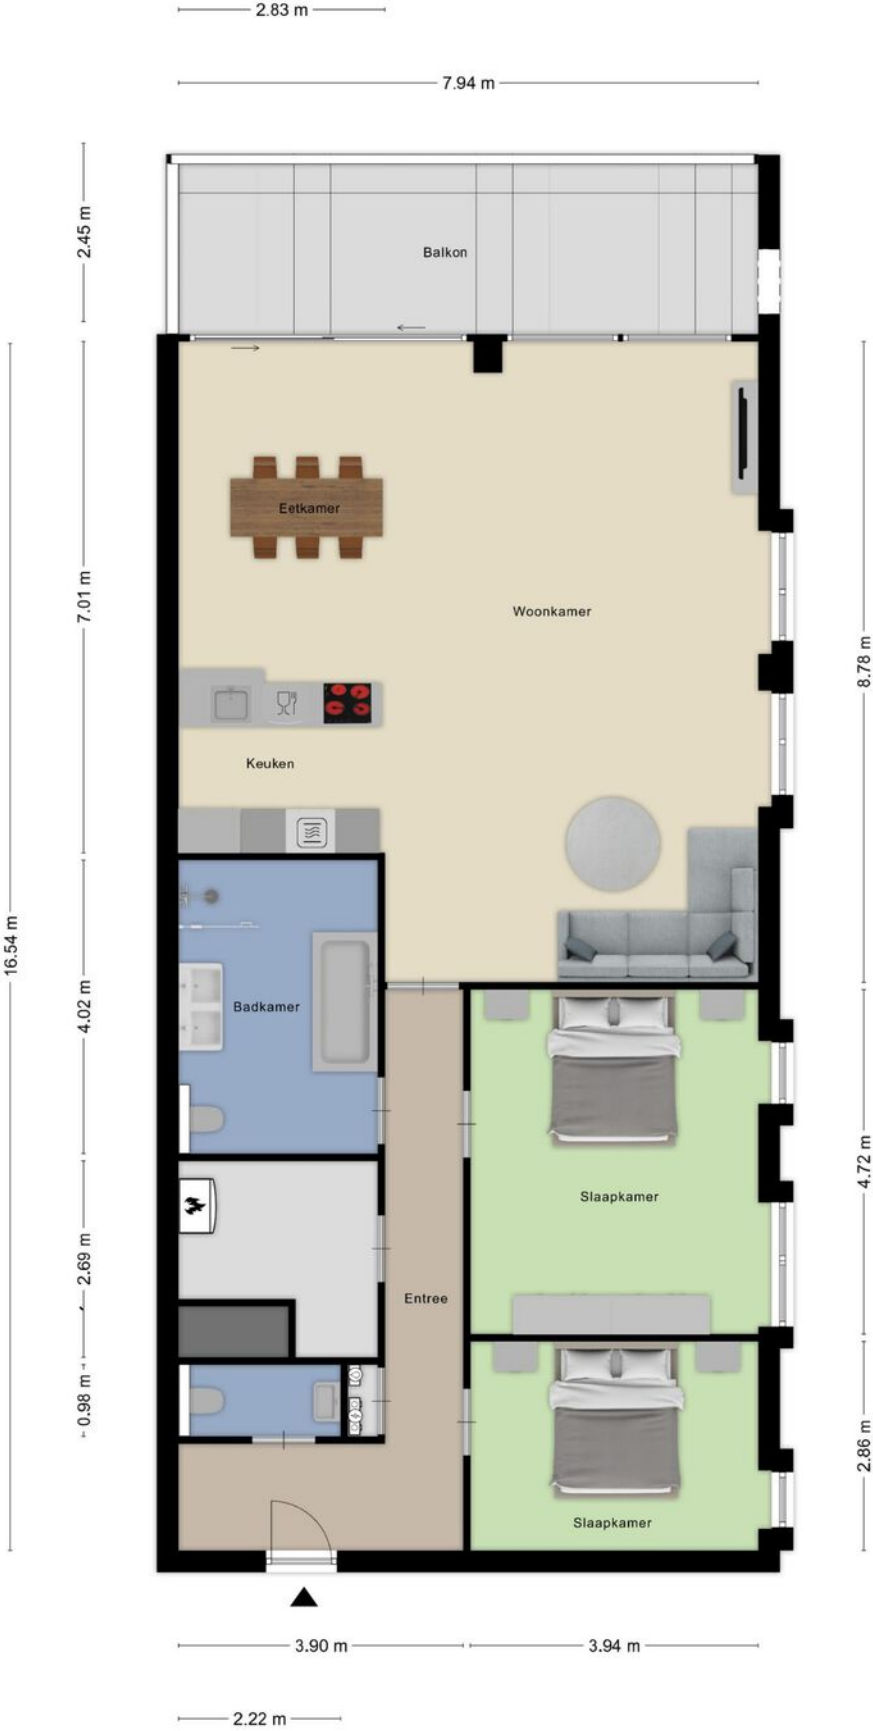 2.83 m
7.94 m
2.45 m
Balkon
Eetkamer
7.01 m
Woonkamer
8.78 m
Keuken
16.54 m
4.02 m
Badkamer
4.72 m
Slaapkamer
2.69 m
Entree
0.98 m
2.86 m
Slaapkamer
3.90 m
3.94 m
2.22 m